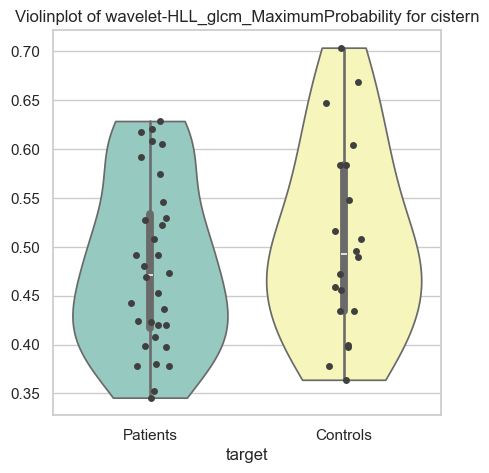 Violinplot of wavelet-HLL_glcm_MaximumProbability for cistern
0.70
0.65
0.60
0.55
0.50
0.45
0.40
0.35
Patients Controls
target